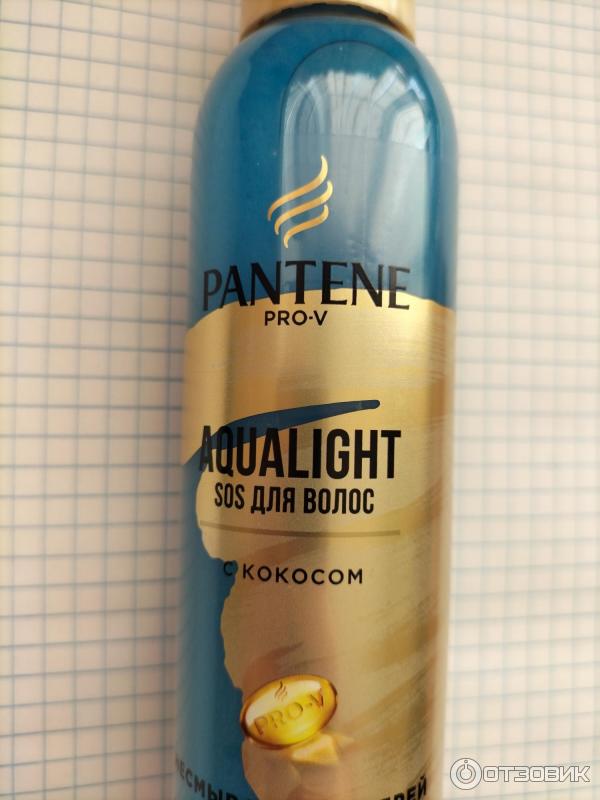 PANTENE
PRO-V
AQUALIGHT
SOS ДЛЯ ВОЛОС
С КОКОСОМ
PRO-V
ОТЗОВИК